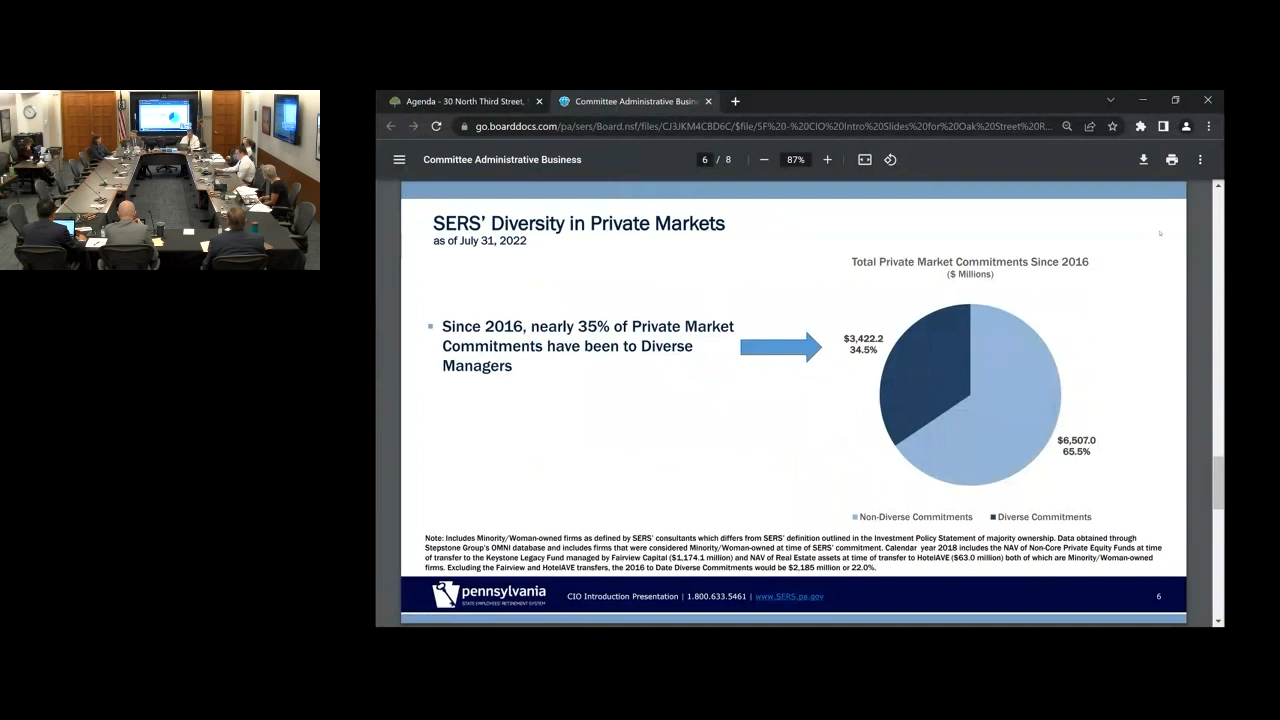 Agenda - 30 North Third Street,
Committee Administrative Busin
go.boarddocs.com/pa/sers/Board.nsf/files/CJ3JKM4CBD6C/$file/5F%20-%20CIO%20Intro%20Slides%20for%20Oak%20Street%20R...
Committee Administrative Business
6 / 8
87%
SERS' Diversity in Private Markets
as of July 31, 2022
Total Private Market Commitments Since 2016
($ Millions)
Since 2016, nearly 35% of Private Market
Commitments have been to Diverse
Managers
$3,422.2
34.5%
$6,507.0
65.5%
Non-Diverse Commitments
Diverse Commitments
Note: Includes Minority/Woman-owned firms as defined by SERS' consultants which differs from SERS' definition outlined in the Investment Policy Statement of majority ownership. Data obtained through
Stepstone Group's OMNI database and includes firms that were considered Minority/Woman-owned at time of SERS' commitment. Calendar year 2018 includes the NAV of Non-Core Private Equity Funds at time
of transfer to the Keystone Legacy Fund managed by Fairview Capital ($1,174.1 million) and NAV of Real Estate assets at time of transfer to HotelAVE ($63.0 million) both of which are Minority/Woman-owned
firms. Excluding the Fairview and HotelAVE transfers, the 2016 to Date Diverse Commitments would be $2,185 million or 22.0%.
pennsylvania
STATE EMPLOYEES' RETIREMENT SYSTEM
CIO Introduction Presentation | 1.800.633.5461 | www.SERS.pa.gov
6